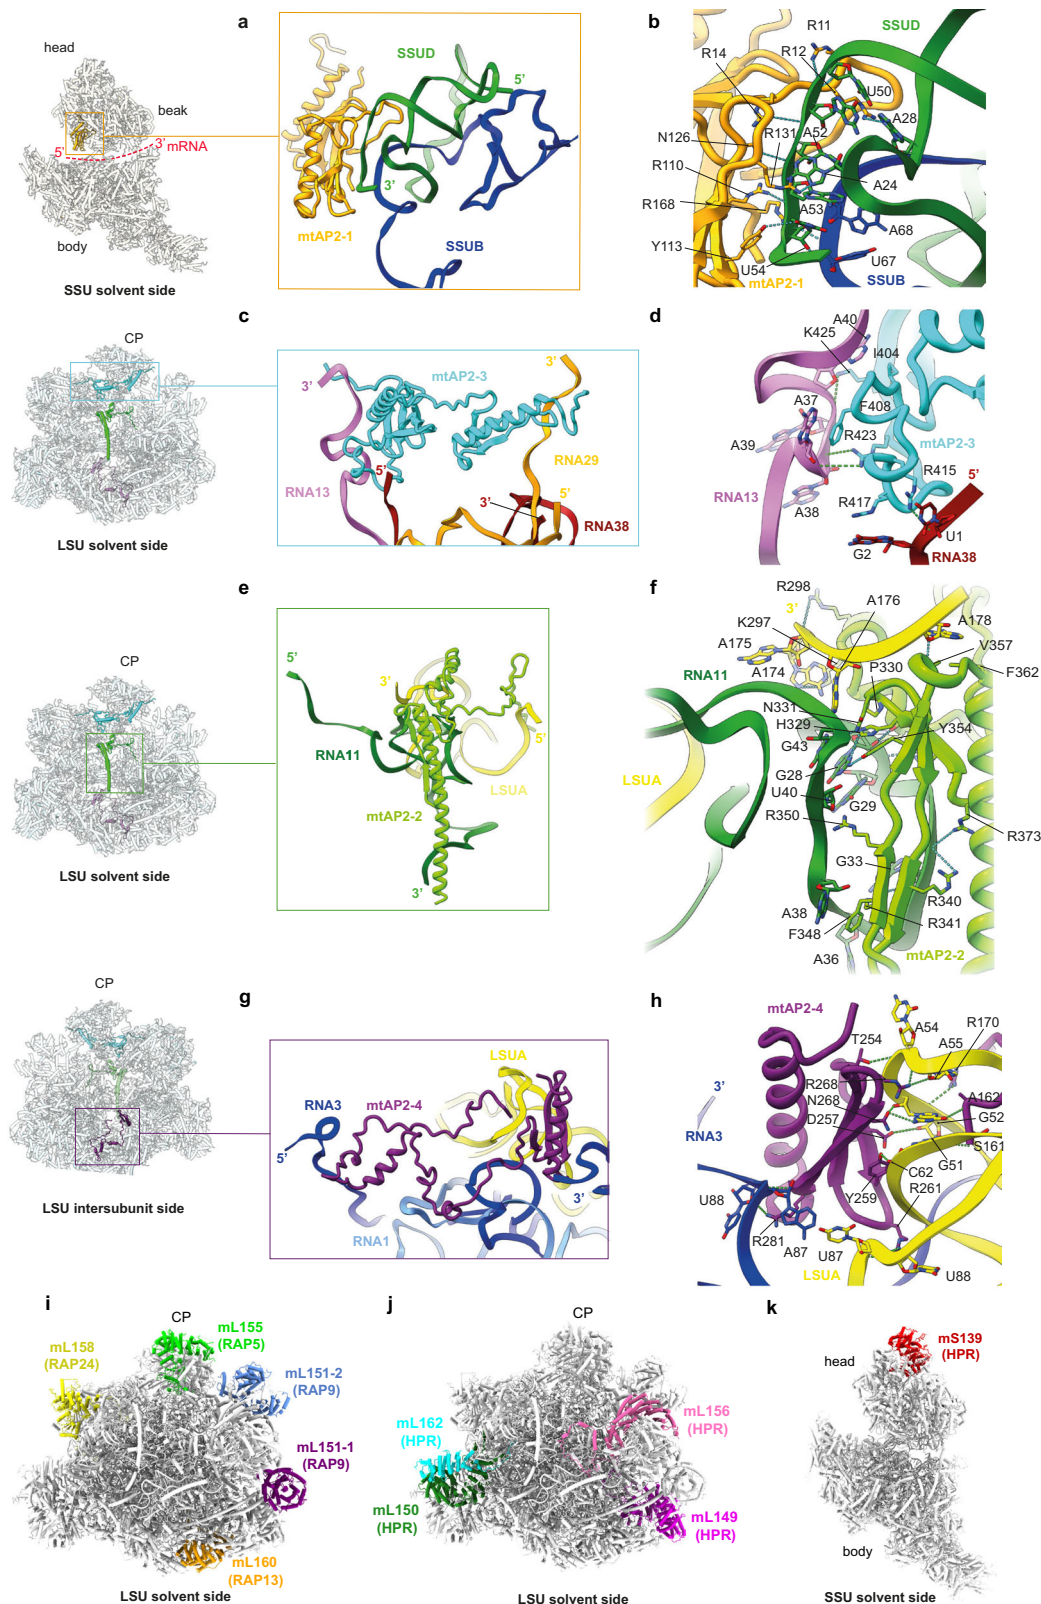 a
head
beak
5'
3'
mRNA
body
SSU solvent side
SSUD
5'
3'
mtAP2-1
SSUB
b
R11
SSUD
R12
R14
U50
A28
N126
R131
A52
R110
A24
R168
A53
A68
Y113
U54
U67
mtAP2-1
SSUB
c
CP
LSU solvent side
3'
mtAP2-3
3'
5'
RNA29
RNA13
3'
5'
RNA38
d
A40
K425
I404
A37
F408
R423
A39
mtAP2-3
R415
5'
RNA13
A38
R417
U1
G2
RNA38
e
CP
LSU solvent side
5'
3'
5'
RNA11
LSUA
mtAP2-2
3'
f
R298
A176
3'
K297
A178
A175
V357
A174
P330
F362
RNA11
N331
H329
Y354
G43
LSUA
G28
U40
G29
R350
R373
G33
R340
A38
R341
F348
mtAP2-2
A36
g
CP
LSU intersubunit side
LSUA
RNA3
mtAP2-4
5'
3'
RNA1
h
mtAP2-4
A54
R170
T254
A55
3'
R268
A162
N268
G52
RNA3
D257
S161
G51
C62
R261
Y259
U88
R281
A87
U87
U88
LSUA
i
CP
mL155
(RAP5)
mL158
(RAP24)
mL151-2
(RAP9)
mL151-1
(RAP9)
mL160
(RAP13)
LSU solvent side
j
CP
mL156
(HPR)
mL162
(HPR)
mL150
(HPR)
mL149
(HPR)
LSU solvent side
k
mS139
(HPR)
head
body
SSU solvent side